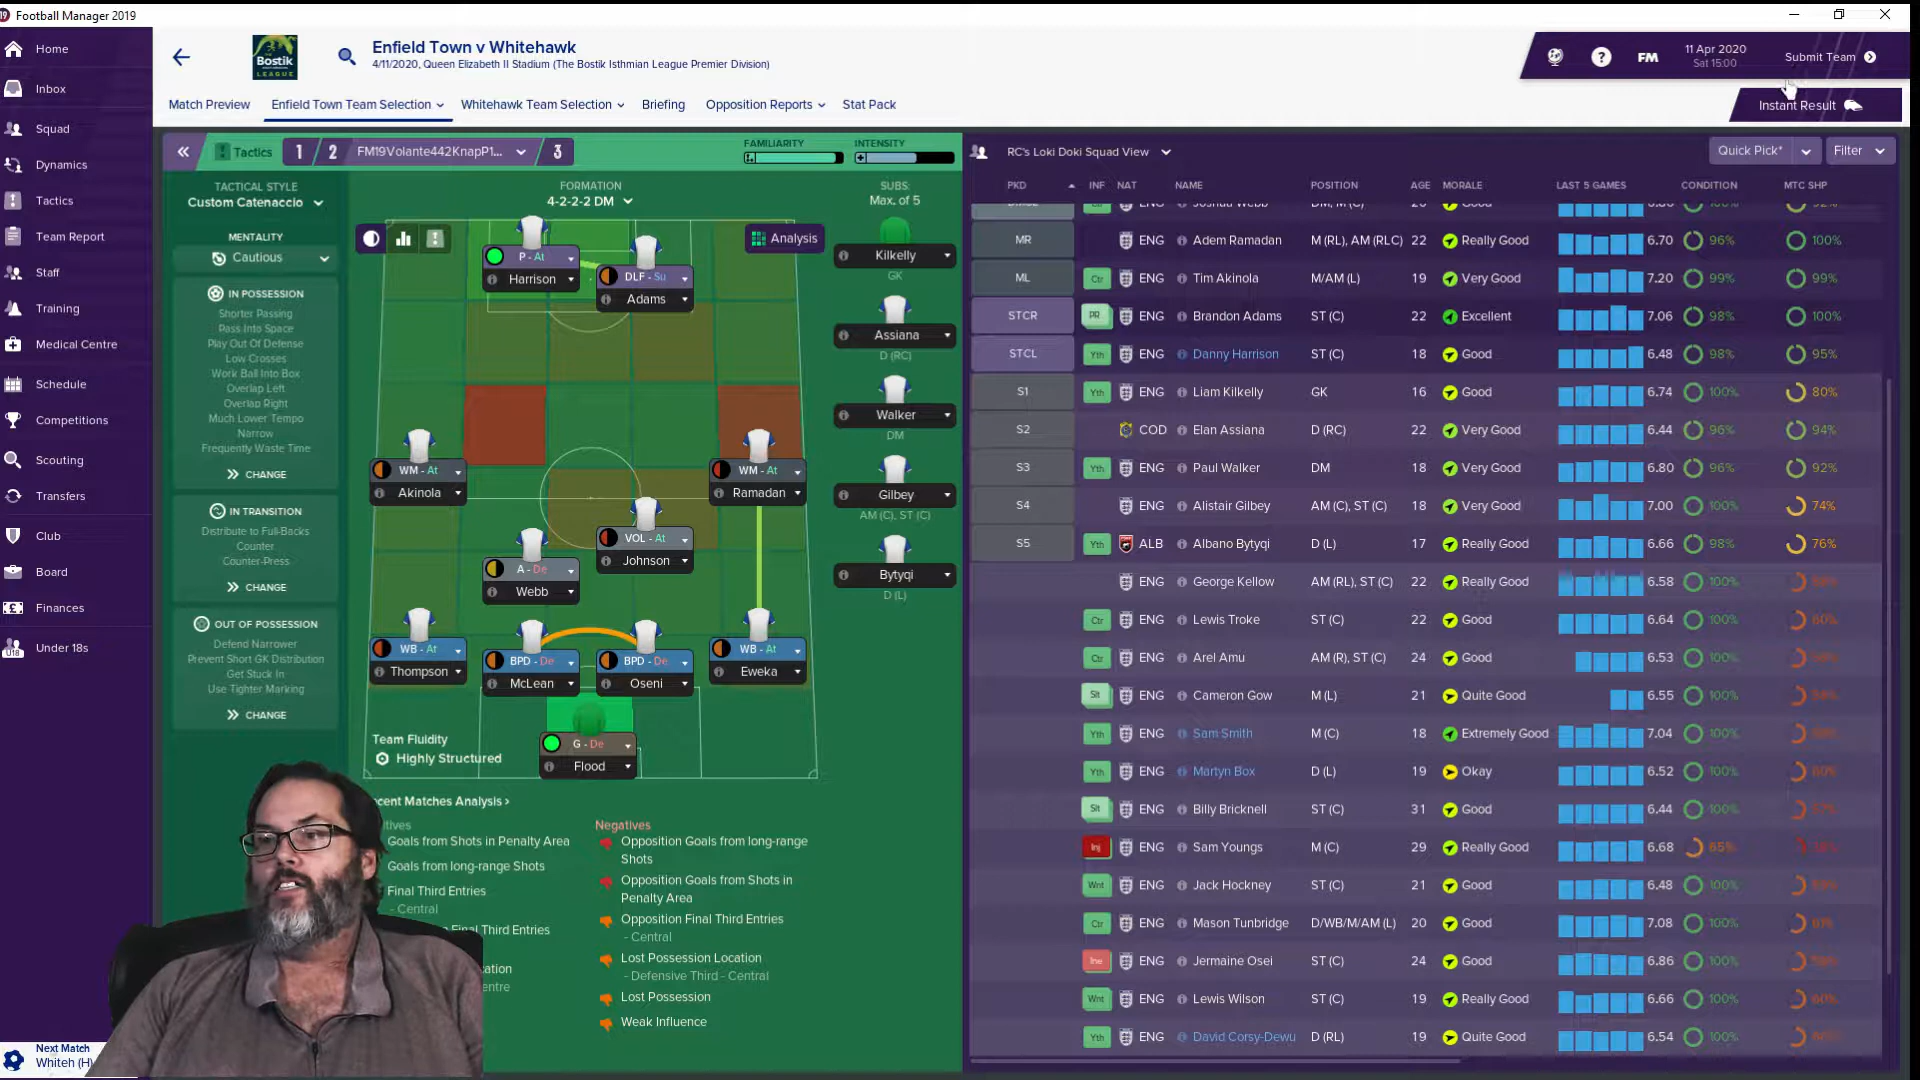 Football Manager 2019
Home
Inbox
Squad
Dynamics
Tactics
Team Report
Staff
Training
Medical Centre
Schedule
Competitions
Scouting
Transfers
Club
Board
Finances
Under 18s
Next Match
Whiteh (H)
Bostik
LEAGUE
Enfield Town v Whitehawk
4/11/2020, Queen Elizabeth II Stadium (The Bostik Isthmian League Premier Division)
FM
11 Apr 2020
Sat 15:00
Submit Team
Instant Result
Match Preview
Enfield Town Team Selection
Whitehawk Team Selection
Briefing
Opposition Reports
Stat Pack
Tactics
1
2 FM19Volante442KnapP1...
3
FAMILIARITY
INTENSITY
TACTICAL STYLE
Custom Catenaccio
MENTALITY
Cautious
IN POSSESSION
Shorter Passing
Pass Into Space
Play Out Of Defense
Low Crosses
Work Ball Into Box
Overlap Left
Overlap Right
Much Lower Tempo
Narrow
Frequently Waste Time
CHANGE
IN TRANSITION
Distribute to Full-Backs
Counter
Counter-Press
CHANGE
OUT OF POSSESSION
Defend Narrower
Prevent Short GK Distribution
Get Stuck In
Use Tighter Marking
CHANGE
FORMATION
4-2-2-2 DM
Analysis
P - At
Harrison
DLF - Su
Adams
WM - At
Akinola
WM - At
Ramadan
VOL - At
Johnson
A - De
Webb
WB - At
Thompson
BPD - De
McLean
BPD - De
Oseni
WB - At
Eweka
G - De
Flood
Team Fluidity
Highly Structured
SUBS:
Max. of 5
Kilkelly
GK
Assiana
D (RC)
Walker
DM
Gilbey
AM (C), ST (C)
Bytyqi
D (L)
cent Matches Analysis >
itives
Goals from Shots in Penalty Area
Goals from long-range Shots
Final Third Entries
- Central
Final Third Entries
Negatives
Opposition Goals from long-range
Shots
Opposition Goals from Shots in
Penalty Area
Opposition Final Third Entries
- Central
Lost Possession Location
- Defensive Third - Central
Lost Possession
Weak Influence
RC's Loki Doki Squad View
Quick Pick*
Filter
PKD INF NAT NAME POSITION AGE MORALE LAST 5 GAMES CONDITION MTC SHP
MR ENG Adem Ramadan M (RL), AM (RLC) 22 Really Good 6.70 96% 100%
ML Ctr ENG Tim Akinola M/AM (L) 19 Very Good 7.20 99% 99%
STCR PR ENG Brandon Adams ST (C) 22 Excellent 7.06 98% 100%
STCL Yth ENG Danny Harrison ST (C) 18 Good 6.48 98% 95%
S1 Yth ENG Liam Kilkelly GK 16 Good 6.74 100% 80%
S2 COD Elan Assiana D (RC) 22 Very Good 6.44 96% 94%
S3 Yth ENG Paul Walker DM 18 Very Good 6.80 96% 92%
S4 ENG Alistair Gilbey AM (C), ST (C) 18 Very Good 7.00 100% 74%
S5 Yth ALB Albano Bytyqi D (L) 17 Really Good 6.66 98% 76%
ENG George Kellow AM (RL), ST (C) 22 Really Good 6.58 100%
Ctr ENG Lewis Troke ST (C) 22 Good 6.64 100% 60%
Ctr ENG Arel Amu AM (R), ST (C) 24 Good 6.53 100%
Slt ENG Cameron Gow M (L) 21 Quite Good 6.55 100%
Yth ENG Sam Smith M (C) 18 Extremely Good 7.04 100%
Yth ENG Martyn Box D (L) 19 Okay 6.52 100% 60%
Slt ENG Billy Bricknell ST (C) 31 Good 6.44 100%
Inj ENG Sam Youngs M (C) 29 Really Good 6.68 65%
Wnt ENG Jack Hockney ST (C) 21 Good 6.48 100%
Ctr ENG Mason Tunbridge D/WB/M/AM (L) 20 Good 7.08 100% 61%
Ine ENG Jermaine Osei ST (C) 24 Good 6.86 100%
Wnt ENG Lewis Wilson ST (C) 19 Really Good 6.66 100% 60%
Yth ENG David Corsy-Dewu D (RL) 19 Quite Good 6.54 100%